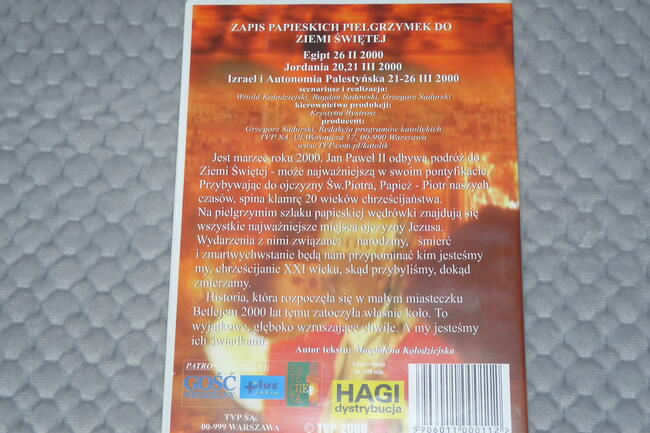 ZAPIS PAPIESKICH PIELGRZYMEK DO
ZIEMI ŚWIĘTEJ
Egipt 26 II 2000
Jordania 20,21 III 2000
Izrael i Autonomia Palestyńska 21-26 III 2000
scenariusz i realizacja:
Witold Kołodziejski, Bogdan Sadowski, Grzegorz Sadurski
kierownictwo produkcji:
Krystyna Bystrosz
producent:
Grzegorz Sadurski, Redakcja programów katolickich
TVP SA. Ul.Woronicza 17, 00-990 Warszawa
www.TVP.com.pl/katolik
Jest marzec roku 2000. Jan Paweł II odbywa podróż do
Ziemi Świętej - może najważniejszą w swoim pontyfikacie.
Przybywając do ojczyzny Św.Piotra, Papież - Piotr naszych
czasów, spina klamrę 20 wieków chrześcijaństwa.
Na pielgrzymim szlaku papieskiej wędrówki znajdują się
wszystkie najważniejsze miejsca ojczyzny Jezusa.
Wydarzenia z nimi związane: narodziny, śmierć
i zmartwychwstanie będą nam przypominać kim jesteśmy
my, chrześcijanie XXI wieku, skąd przybyliśmy, dokąd
zmierzamy.
Historia, która rozpoczęła się w małym miasteczku
Betlejem 2000 lat temu zatoczyła właśnie koło. To
wyjątkowe, głęboko wzruszające chwile. A my jesteśmy
ich świadkami.
Autor tekstu: Magdalena Kołodziejska
GOŚĆ
NIEDZIELNY
plus
radio
HAGI
dystrybucja
TVP SA,
00-999 WARSZAWA
© TVP 2000
5906011000112